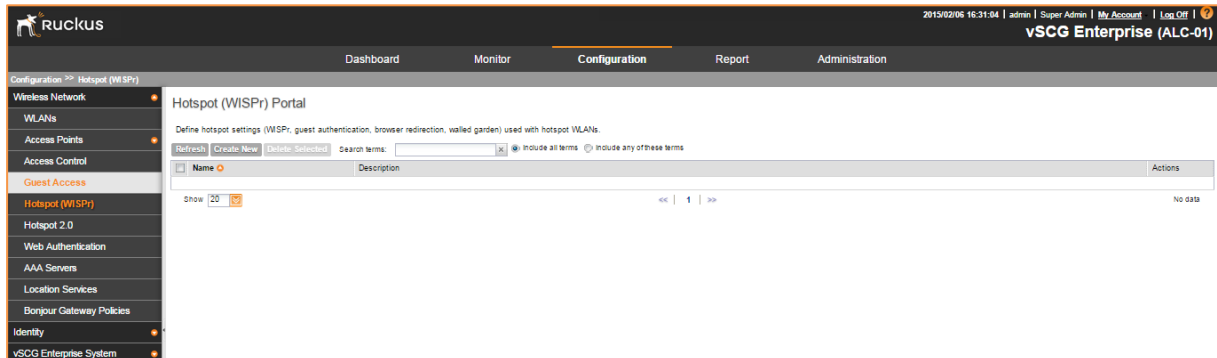 Ruckus
2015/02/06 16:31:04 | admin | Super Admin | My Account | Log Off | ?
vSCG Enterprise (ALC-01)
Dashboard Monitor Configuration Report Administration
Configuration >> Hotspot (WISPr)
Wireless Network
WLANs
Access Points
Access Control
Guest Access
Hotspot (WISPr)
Hotspot 2.0
Web Authentication
AAA Servers
Location Services
Bonjour Gateway Policies
Identity
vSCG Enterprise System
Hotspot (WISPr) Portal
Define hotspot settings (WISPr, guest authentication, browser redirection, walled garden) used with hotspot WLANs.
Refresh Create New Delete Selected Search terms: x Include all terms Include any of these terms
Name Description Actions
Show 20 << | 1 | >> No data